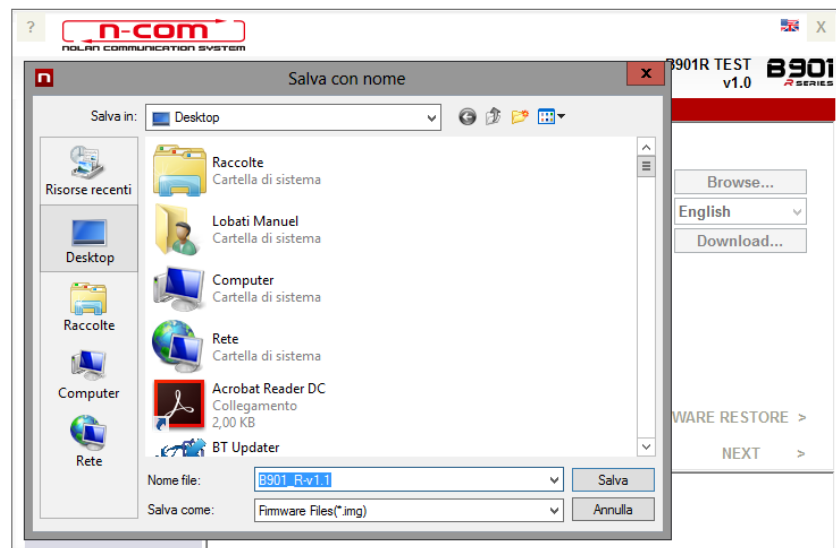 ?
n-com
NOLAN COMMUNICATION SYSTEM
X
B901R TEST
v1.0
B901
R SERIES
n
Salva con nome
x
Salva in:
Desktop
Risorse recenti
Desktop
Raccolte
Computer
Rete
Raccolte
Cartella di sistema
Lobati Manuel
Cartella di sistema
Computer
Cartella di sistema
Rete
Cartella di sistema
Acrobat Reader DC
Collegamento
2,00 KB
BT Updater
Nome file:
B901_R-v1.1
Salva
Salva come:
Firmware Files(*.img)
Annulla
Browse...
English
Download...
WARE RESTORE >
NEXT >